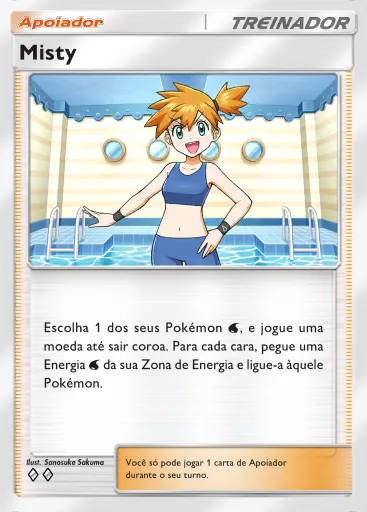 Apoiador
TREINADOR
Misty
Escolha 1 dos seus Pokémon , e jogue uma
moeda até sair coroa. Para cada cara, pegue uma
Energia da sua Zona de Energia e ligue-a àquele
Pokémon.
Ilust. Sanosuke Sakuma
Você só pode jogar 1 carta de Apoiador
durante o seu turno.